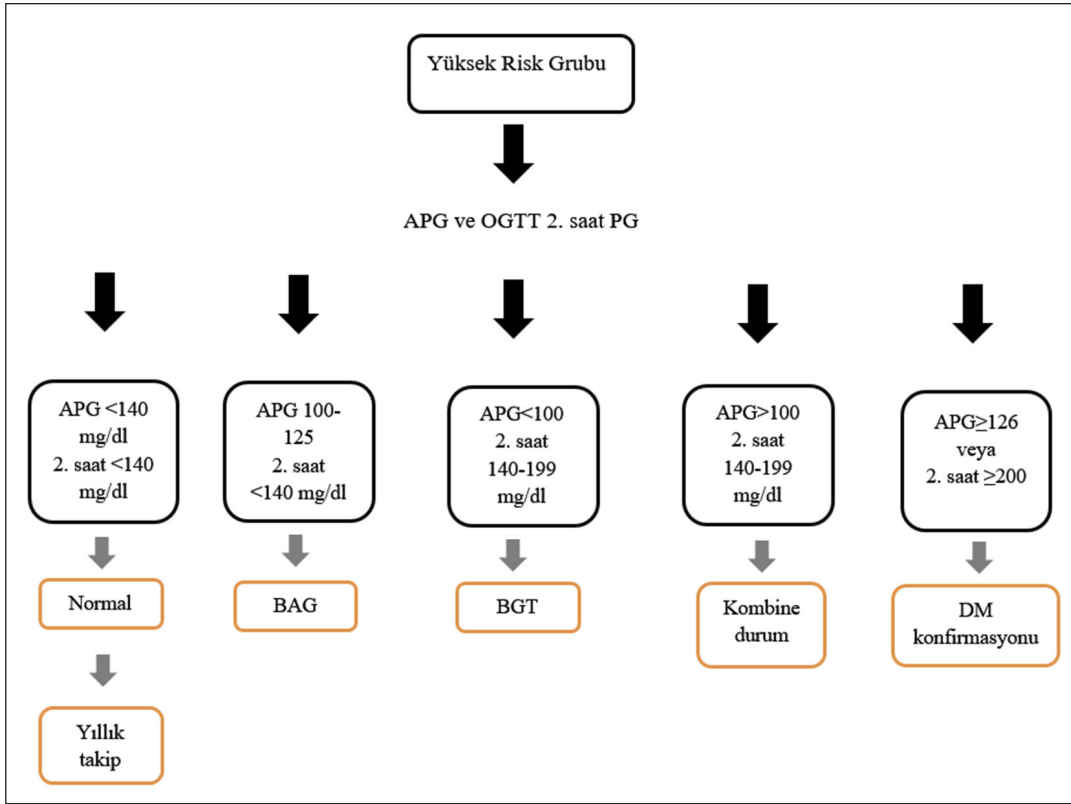 Yüksek Risk Grubu
APG ve OGTT 2. saat PG
APG <140
mg/dl
2. saat <140
mg/dl
APG 100-
125
2. saat
<140 mg/dl
APG<100
2. saat
140-199
mg/dl
APG>100
2. saat
140-199
mg/dl
APG≥126
veya
2. saat ≥200
Normal
BAG
BGT
Kombine
durum
DM
konfirmasyonu
Yıllık
takip